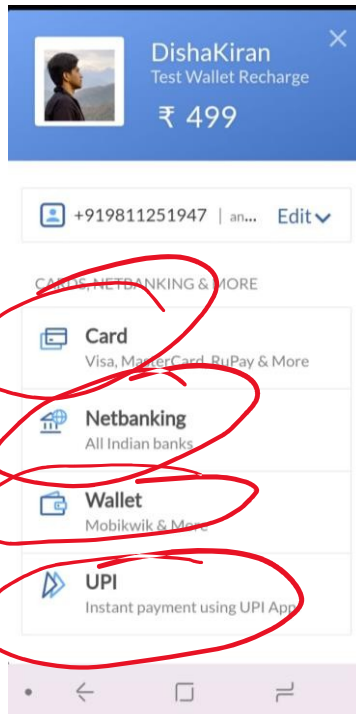 DishaKiran
Test Wallet Recharge
₹ 499
+919811251947 | an... Edit
CARDS, NETBANKING & MORE
Card
Visa, MasterCard, RuPay & More
Netbanking
All Indian banks
Wallet
Mobikwik & More
UPI
Instant payment using UPI App